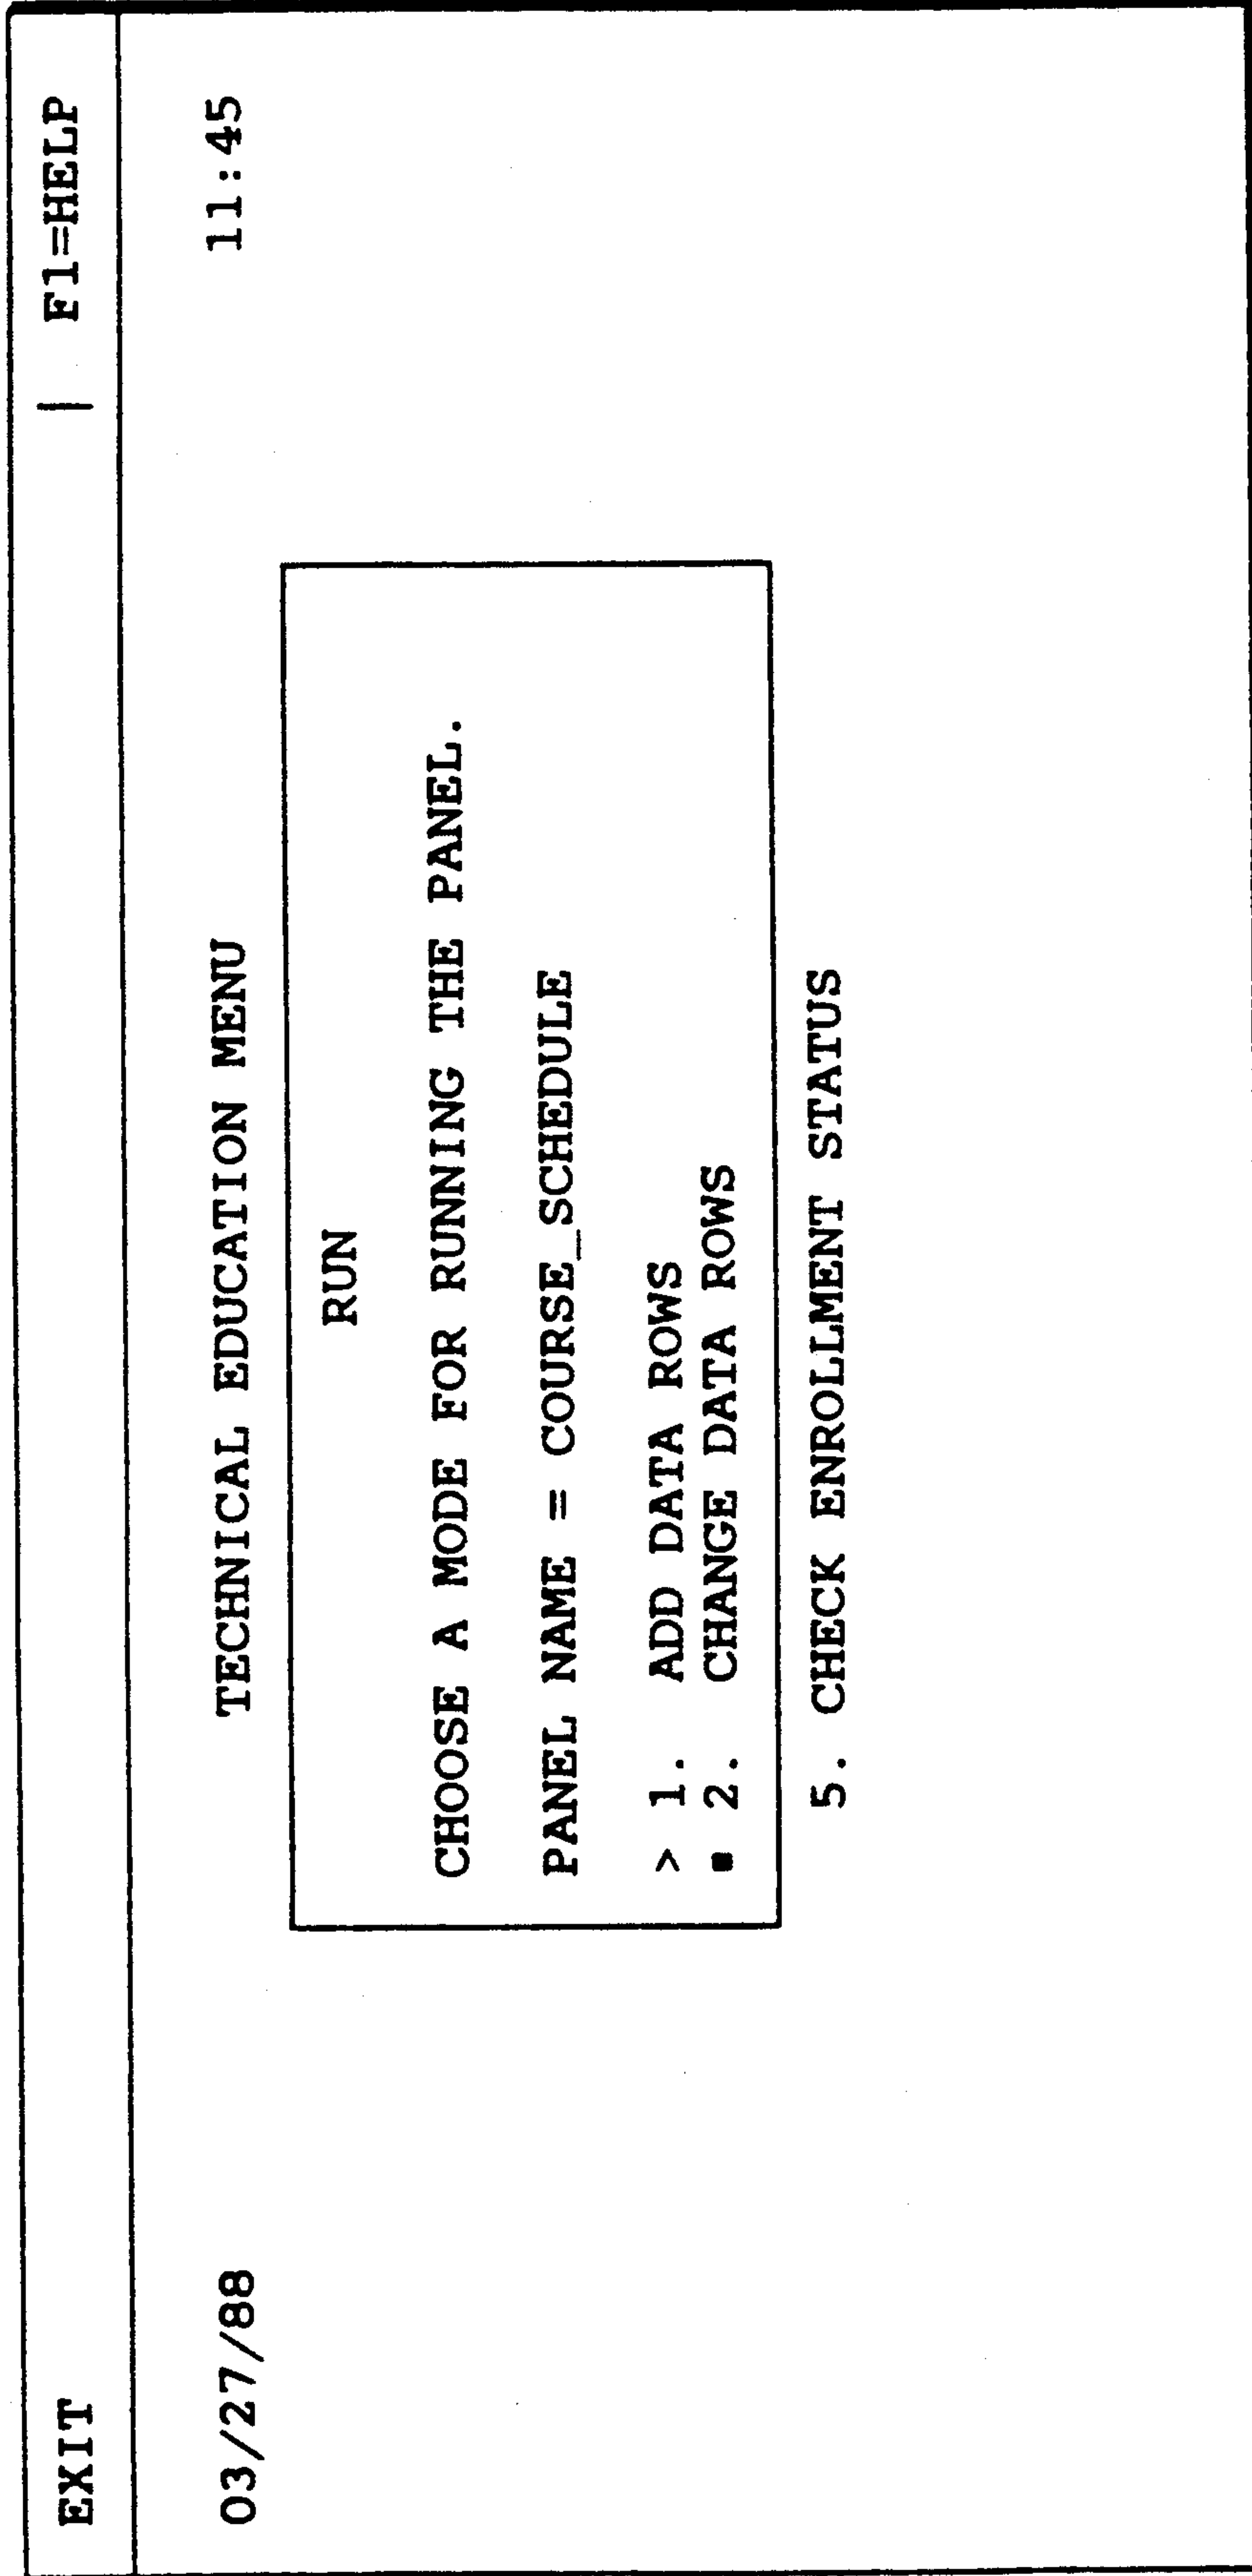 EXIT | F1=HELP
03/27/88 TECHNICAL EDUCATION MENU 11:45
RUN
CHOOSE A MODE FOR RUNNING THE PANEL.
PANEL NAME = COURSE_SCHEDULE
> 1. ADD DATA ROWS
▪ 2. CHANGE DATA ROWS
5. CHECK ENROLLMENT STATUS